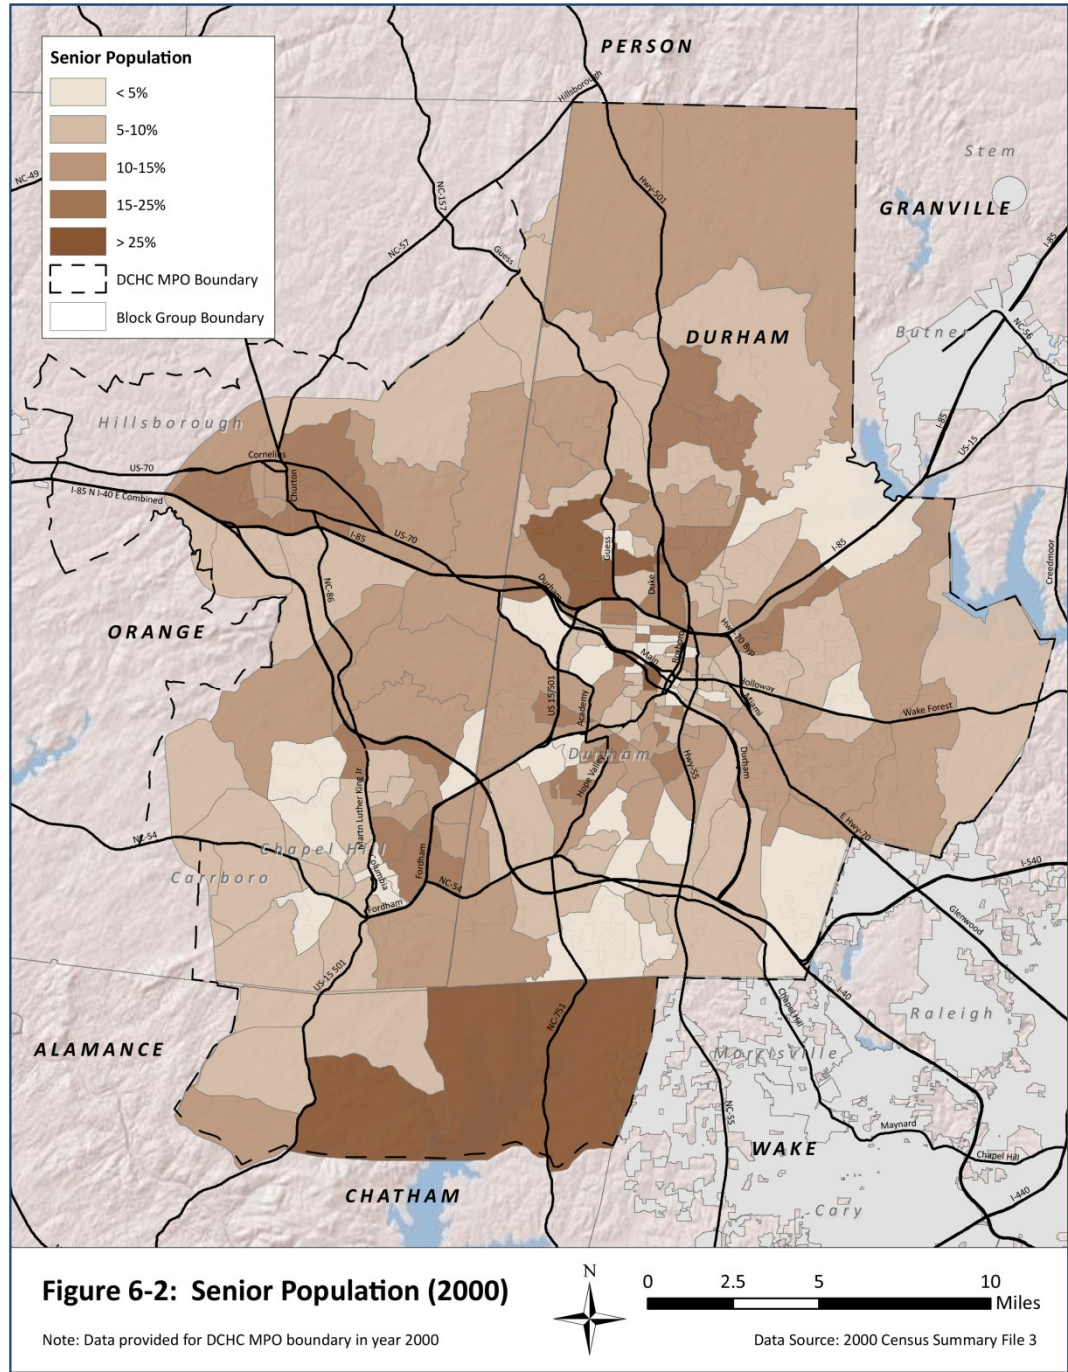 Senior Population
< 5%
5-10%
10-15%
15-25%
> 25%
DCHC MPO Boundary
Block Group Boundary
PERSON
Hillsborough
Stem
NC-49
NC-157
Hwy-501
GRANVILLE
NC-57
Guess
I-85
DURHAM
Butner
NC-56
I-85
US-15
Hillsborough
Cornelius
US-70
Churton
I-85 N I-40 E Combined
US-70
I-85
Guess
I-85
Creedmoor
NC-86
Durham
Duke
ORANGE
Hwy-70 Byp
Roxboro
Main
Holloway
Miami
US 15/501
Academy
Wake Forest
Durham
Hwy-55
Durham
Hope Valley
Martn Luther King Jr
E Hwy-70
NC-54
Chapel Hill
Carrboro
Columbia
Fordham
NC-54
Fordham
I-540
Glenwood
US-15 501
I-40
Chapel Hill
NC-751
Raleigh
ALAMANCE
Morrisville
NC-55
Maynard
WAKE
Chapel Hill
CHATHAM
I-440
Cary
Figure 6-2: Senior Population (2000)
N
0 2.5 5 10
Miles
Note: Data provided for DCHC MPO boundary in year 2000
Data Source: 2000 Census Summary File 3